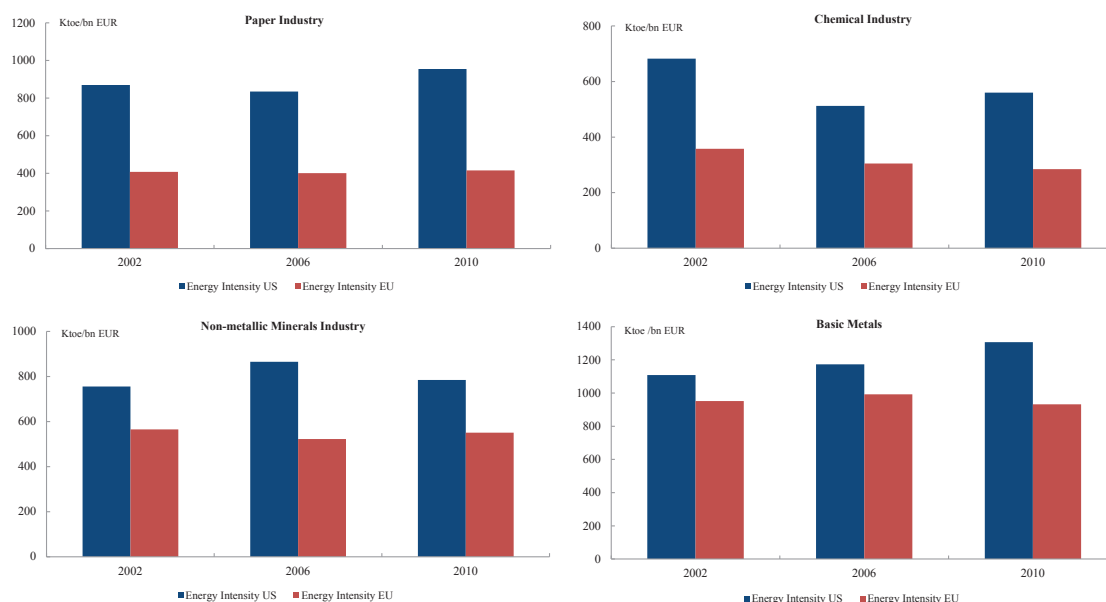 Paper Industry
Ktoe/bn EUR
1200
1000
800
600
400
200
0
2002 2006 2010
Energy Intensity US Energy Intensity EU
Chemical Industry
Ktoe/bn EUR
800
600
400
200
0
2002 2006 2010
Energy Intensity US Energy Intensity EU
Non-metallic Minerals Industry
Ktoe/bn EUR
1000
800
600
400
200
0
2002 2006 2010
Energy Intensity US Energy Intensity EU
Basic Metals
Ktoe /bn EUR
1400
1200
1000
800
600
400
200
0
2002 2006 2010
Energy Intensity US Energy Intensity EU